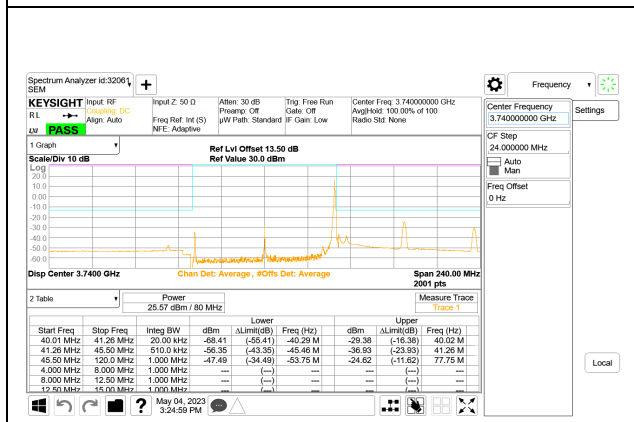 Spectrum Analyzer id:32061
SEM
Frequency
KEYSIGHT
RL
PASS
Input: RF
Coupling: DC
Align: Auto
Input Z: 50 Ω
Freq Ref: Int (S)
NFE: Adaptive
Atten: 30 dB
Preamp: Off
µW Path: Standard
Trig: Free Run
Gate: Off
IF Gain: Low
Center Freq: 3.740000000 GHz
Avg|Hold: 100.00% of 100
Radio Std: None
Center Frequency
3.740000000 GHz
Settings
CF Step
24.000000 MHz
Auto
Man
Freq Offset
0 Hz
1 Graph
Ref Lvl Offset 13.50 dB
Scale/Div 10 dB
Ref Value 30.0 dBm
Log
20.0
10.0
0.00
-10.0
-20.0
-30.0
-40.0
-50.0
-60.0
Disp Center 3.7400 GHz
Chan Det: Average , #Offs Det: Average
Span 240.00 MHz
2001 pts
2 Table
Power
25.57 dBm / 80 MHz
Measure Trace
Trace 1
Lower Upper
Start Freq Stop Freq Integ BW dBm ΔLimit(dB) Freq (Hz) dBm ΔLimit(dB) Freq (Hz)
40.01 MHz 41.26 MHz 20.00 kHz -68.41 (-55.41) -40.29 M -29.38 (-16.38) 40.02 M
41.26 MHz 45.50 MHz 510.0 kHz -56.35 (-43.35) -45.46 M -36.93 (-23.93) 41.26 M
45.50 MHz 120.0 MHz 1.000 MHz -47.49 (-34.49) -53.75 M -24.62 (-11.62) 77.75 M
4.000 MHz 8.000 MHz 1.000 MHz --- (---) --- --- (---) ---
8.000 MHz 12.50 MHz 1.000 MHz --- (---) --- --- (---) ---
12.50 MHz 15.00 MHz 1.000 MHz --- (---) --- --- (---) ---
Local
?
May 04, 2023
3:24:59 PM